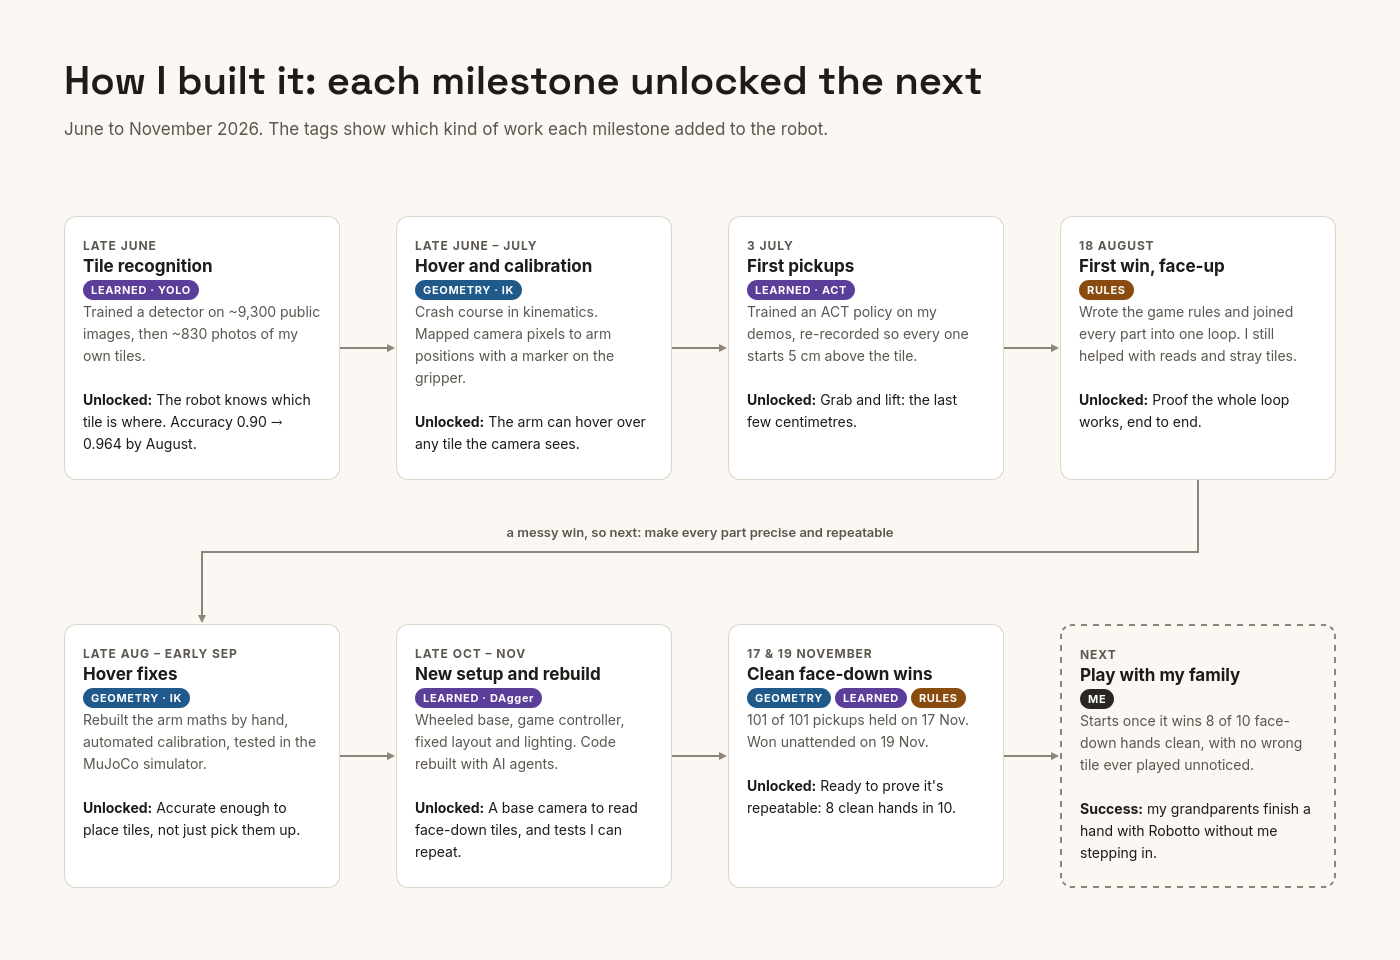 How I built it: each milestone unlocked the next
June to November 2026. The tags show which kind of work each milestone added to the robot.
LATE JUNE
Tile recognition
LEARNED · YOLO
Trained a detector on ~9,300 public
images, then ~830 photos of my
own tiles.
Unlocked: The robot knows which
tile is where. Accuracy 0.90 →
0.964 by August.
LATE JUNE – JULY
Hover and calibration
GEOMETRY · IK
Crash course in kinematics.
Mapped camera pixels to arm
positions with a marker on the
gripper.
Unlocked: The arm can hover over
any tile the camera sees.
3 JULY
First pickups
LEARNED · ACT
Trained an ACT policy on my
demos, re-recorded so every one
starts 5 cm above the tile.
Unlocked: Grab and lift: the last
few centimetres.
18 AUGUST
First win, face-up
RULES
Wrote the game rules and joined
every part into one loop. I still
helped with reads and stray tiles.
Unlocked: Proof the whole loop
works, end to end.
a messy win, so next: make every part precise and repeatable
LATE AUG – EARLY SEP
Hover fixes
GEOMETRY · IK
Rebuilt the arm maths by hand,
automated calibration, tested in the
MuJoCo simulator.
Unlocked: Accurate enough to
place tiles, not just pick them up.
LATE OCT – NOV
New setup and rebuild
LEARNED · DAgger
Wheeled base, game controller,
fixed layout and lighting. Code
rebuilt with AI agents.
Unlocked: A base camera to read
face-down tiles, and tests I can
repeat.
17 & 19 NOVEMBER
Clean face-down wins
GEOMETRY LEARNED RULES
101 of 101 pickups held on 17 Nov.
Won unattended on 19 Nov.
Unlocked: Ready to prove it's
repeatable: 8 clean hands in 10.
NEXT
Play with my family
ME
Starts once it wins 8 of 10 face-
down hands clean, with no wrong
tile ever played unnoticed.
Success: my grandparents finish a
hand with Robotto without me
stepping in.